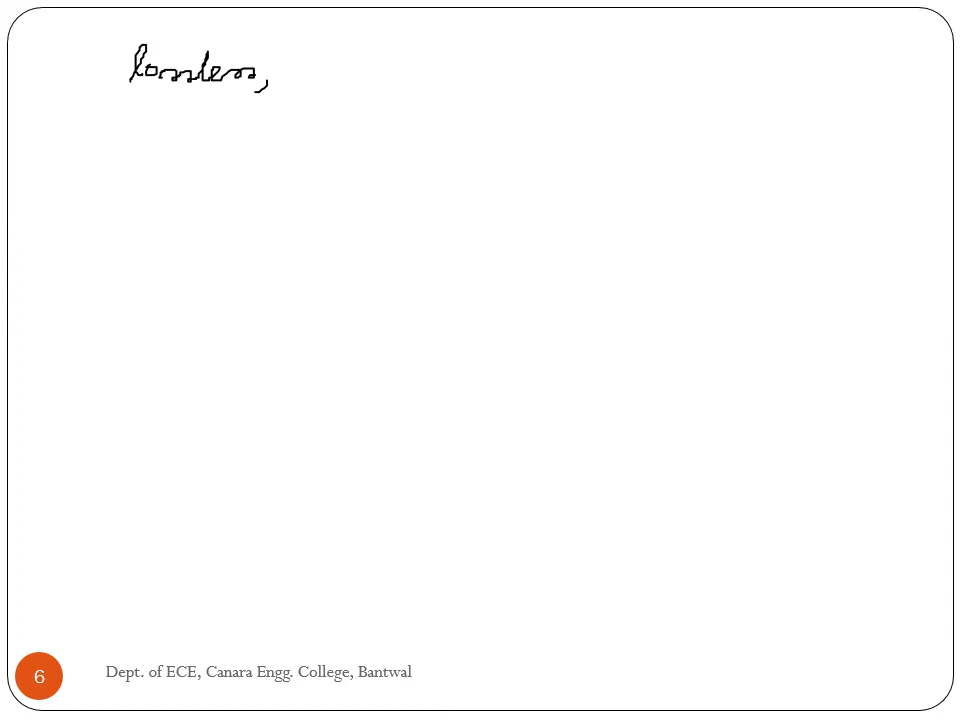 lossless,
6
Dept. of ECE, Canara Engg. College, Bantwal